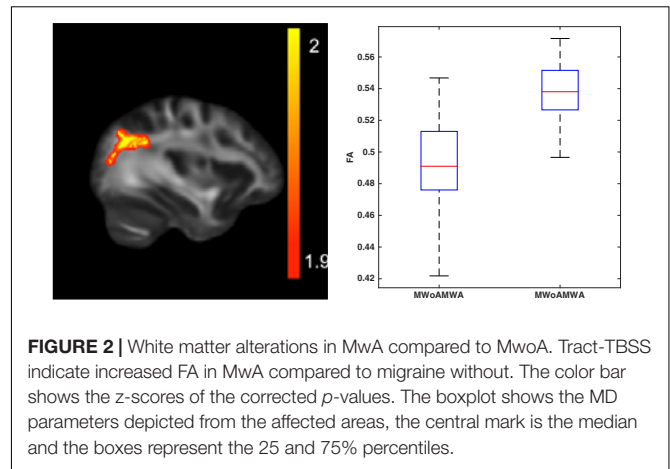 2
1.9
0.56
0.54
0.52
0.5
0.48
0.46
0.44
0.42
FA
MWoAMWA
MWoAMWA
FIGURE 2 | White matter alterations in MwA compared to MwoA. Tract-TBSS
indicate increased FA in MwA compared to migraine without. The color bar
shows the z-scores of the corrected p-values. The boxplot shows the MD
parameters depicted from the affected areas, the central mark is the median
and the boxes represent the 25 and 75% percentiles.